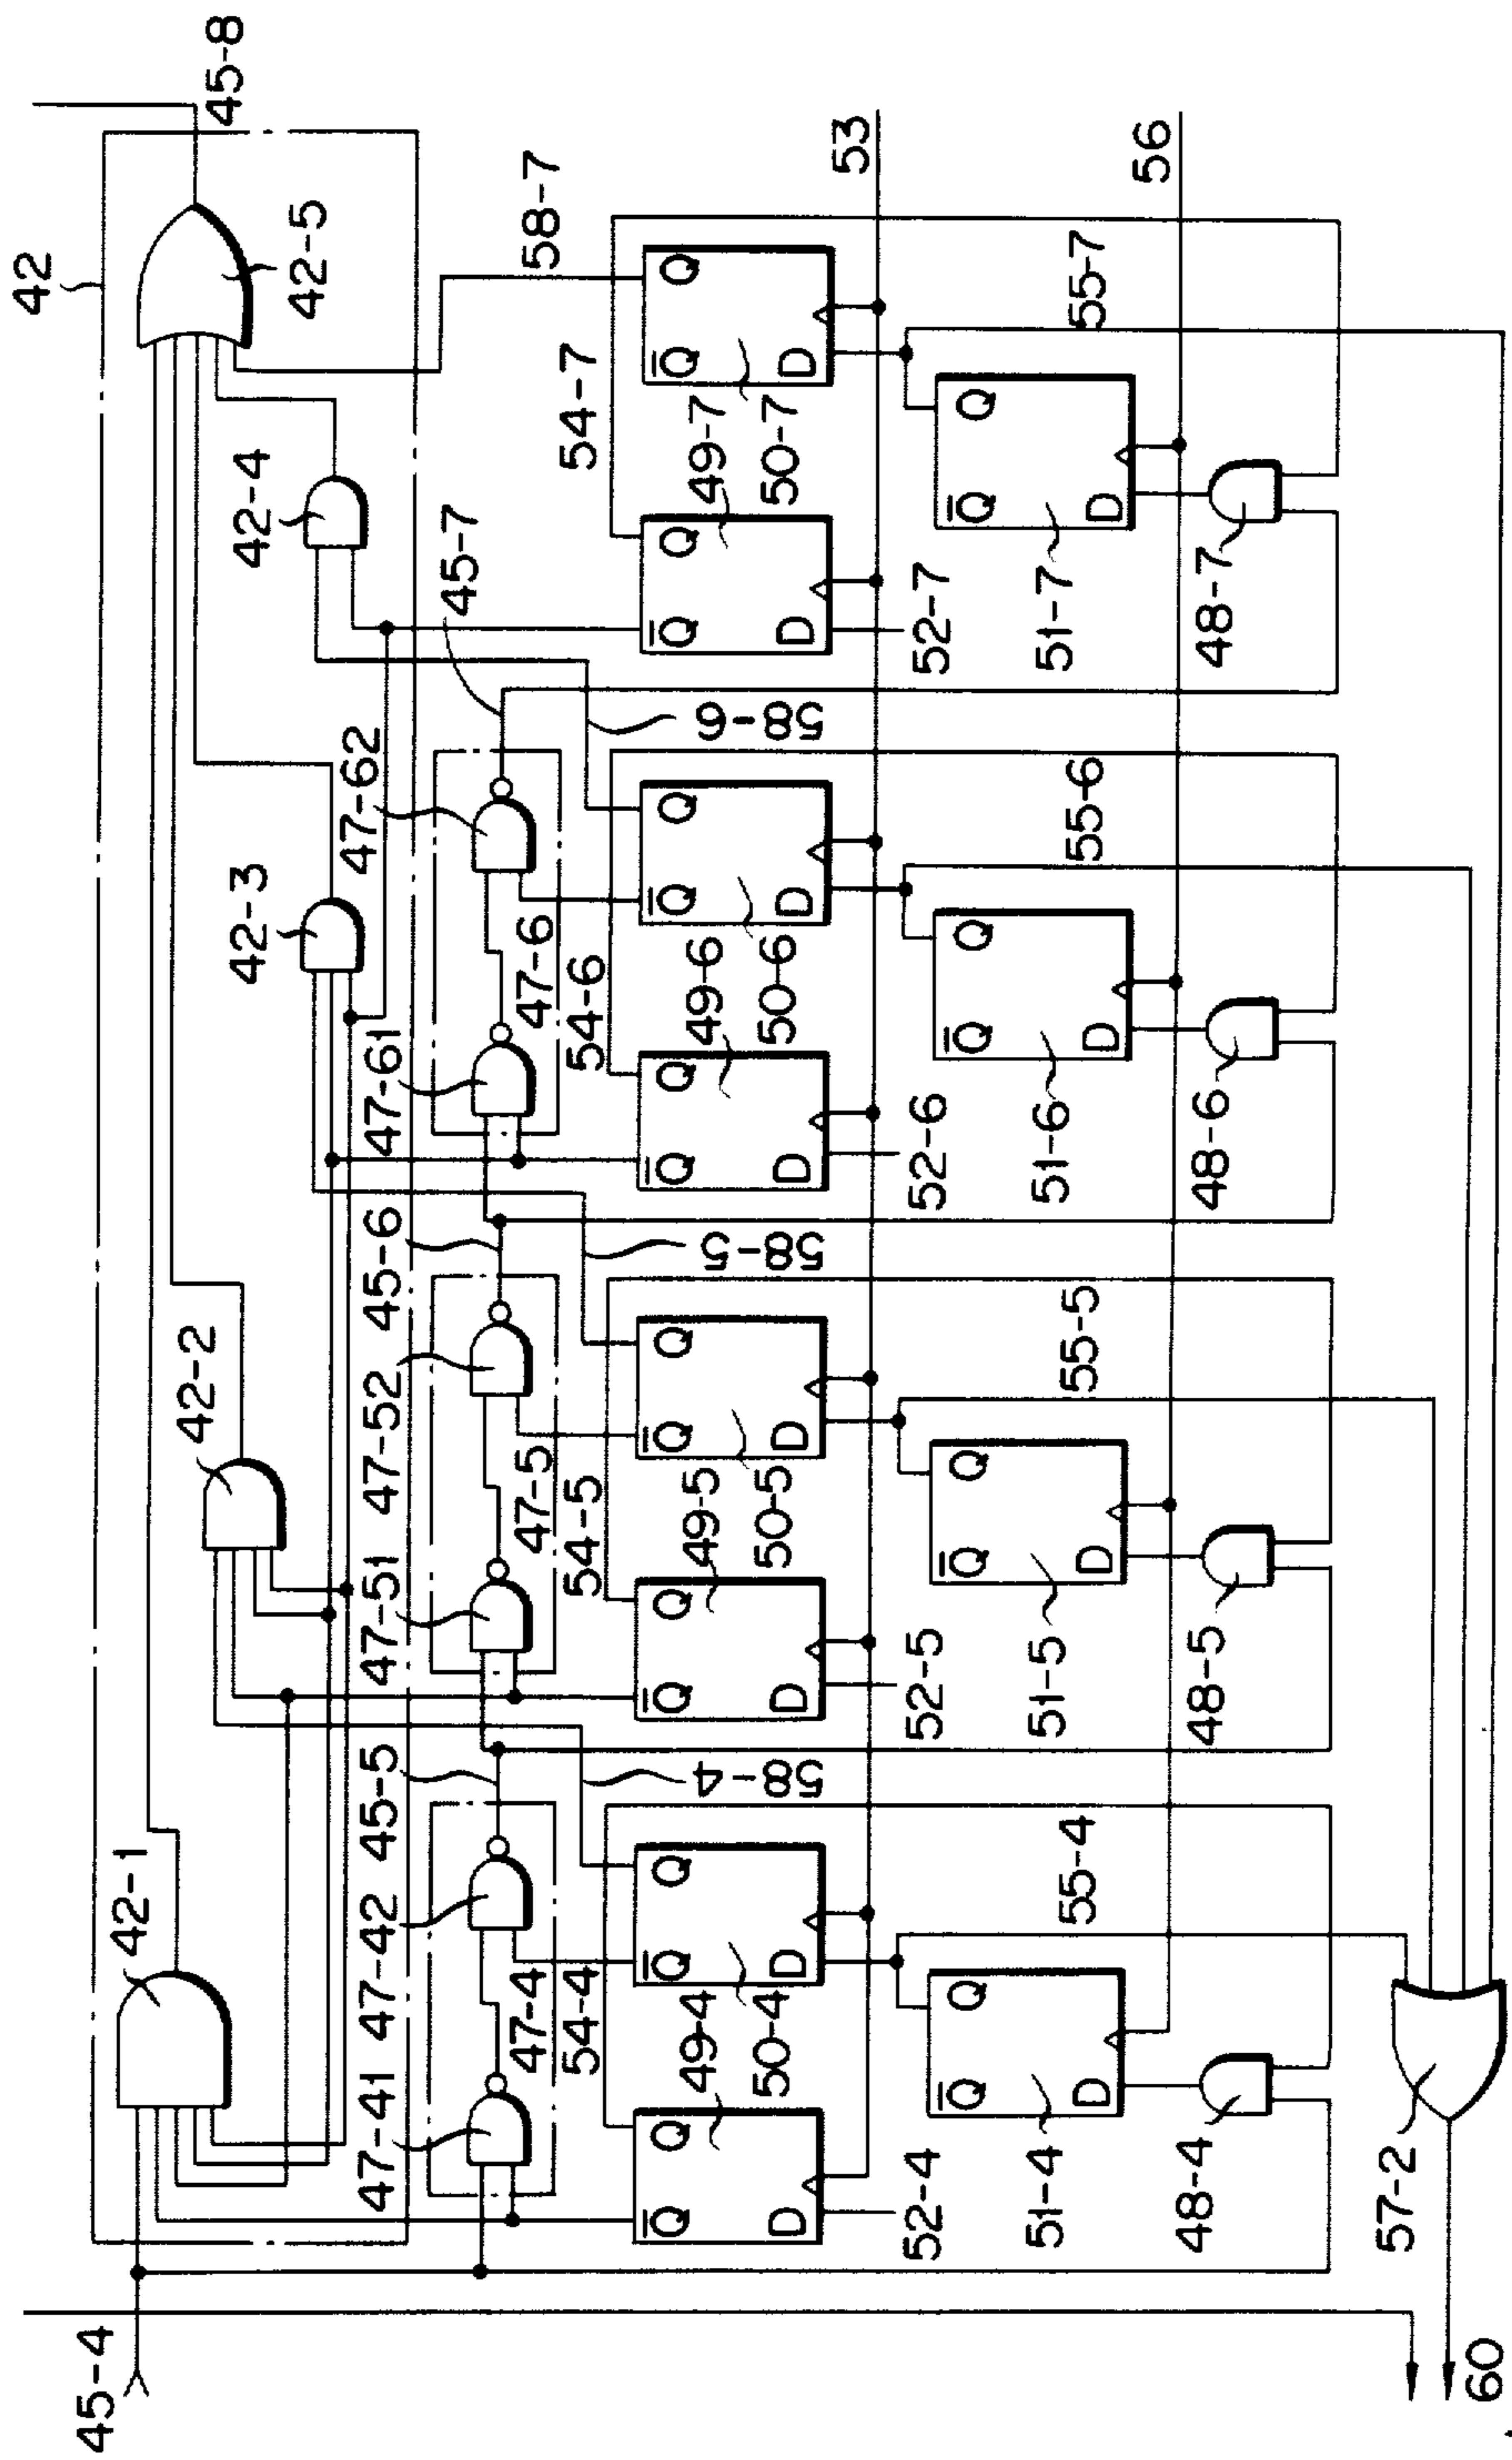 42
45-8
42-5
42-4
42-3
42-2
42-1
45-4
58-7
54-7
45-7
47-62
47-6
47-61
54-6
45-6
47-52
47-5
47-51
54-5
45-5
47-42
47-4
47-41
54-4
58-6
58-5
58-4
Q̅ Q
D
Q̅ Q
D
Q̅ Q
D
Q̅ Q
D
Q̅ Q
D
Q̅ Q
D
Q̅ Q
D
Q̅ Q
D
49-4
50-4
49-5
50-5
49-6
50-6
49-7
50-7
53
52-4
52-5
52-6
52-7
56
55-4
55-5
55-6
55-7
Q̅ Q
D
Q̅ Q
D
Q̅ Q
D
Q̅ Q
D
51-4
51-5
51-6
51-7
48-4
48-5
48-6
48-7
57-2
60